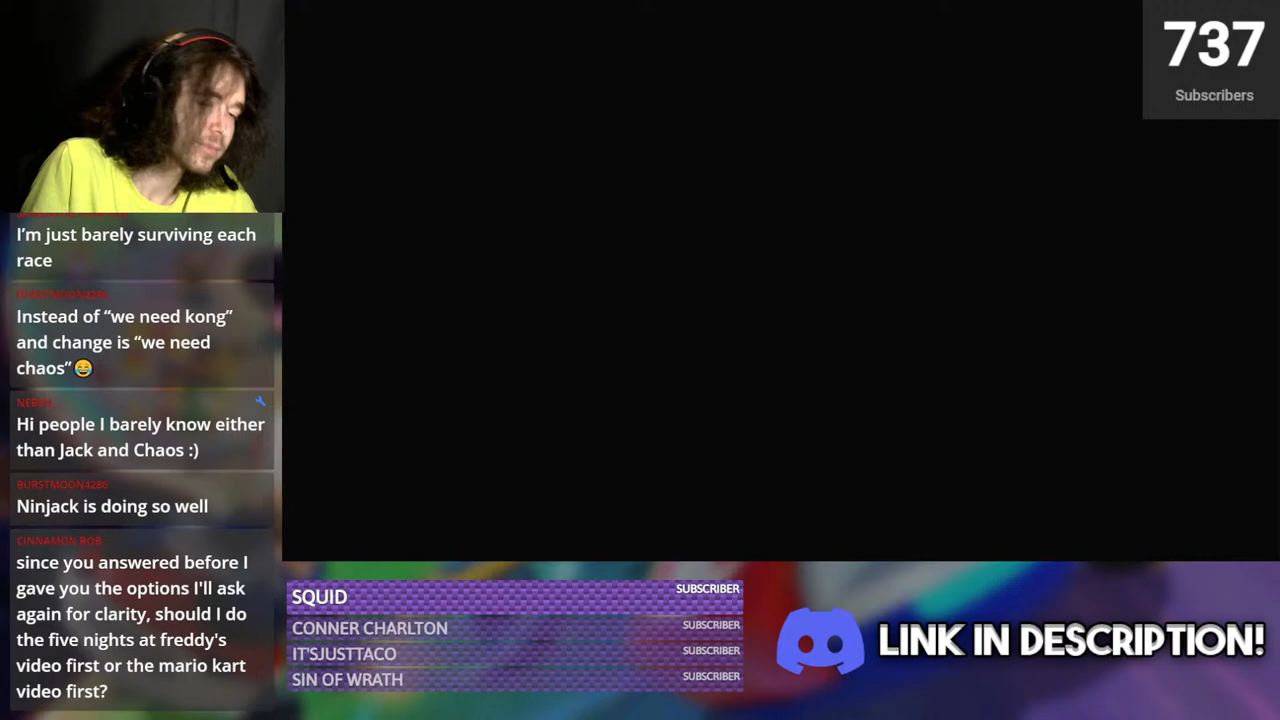 737
Subscribers
I'm just barely surviving each
race
BURSTMOON4286
Instead of “we need kong”
and change is “we need
chaos”😂
Hi people I barely know either
than Jack and Chaos :)
BURSTMOON4286
Ninjack is doing so well
CINNAMON BOB
since you answered before I
gave you the options I'll ask
again for clarity, should I do
the five nights at freddy's
video first or the mario kart
video first?
SQUID SUBSCRIBER
CONNER CHARLTON SUBSCRIBER
IT'SJUSTTACO SUBSCRIBER
SIN OF WRATH SUBSCRIBER
LINK IN DESCRIPTION!